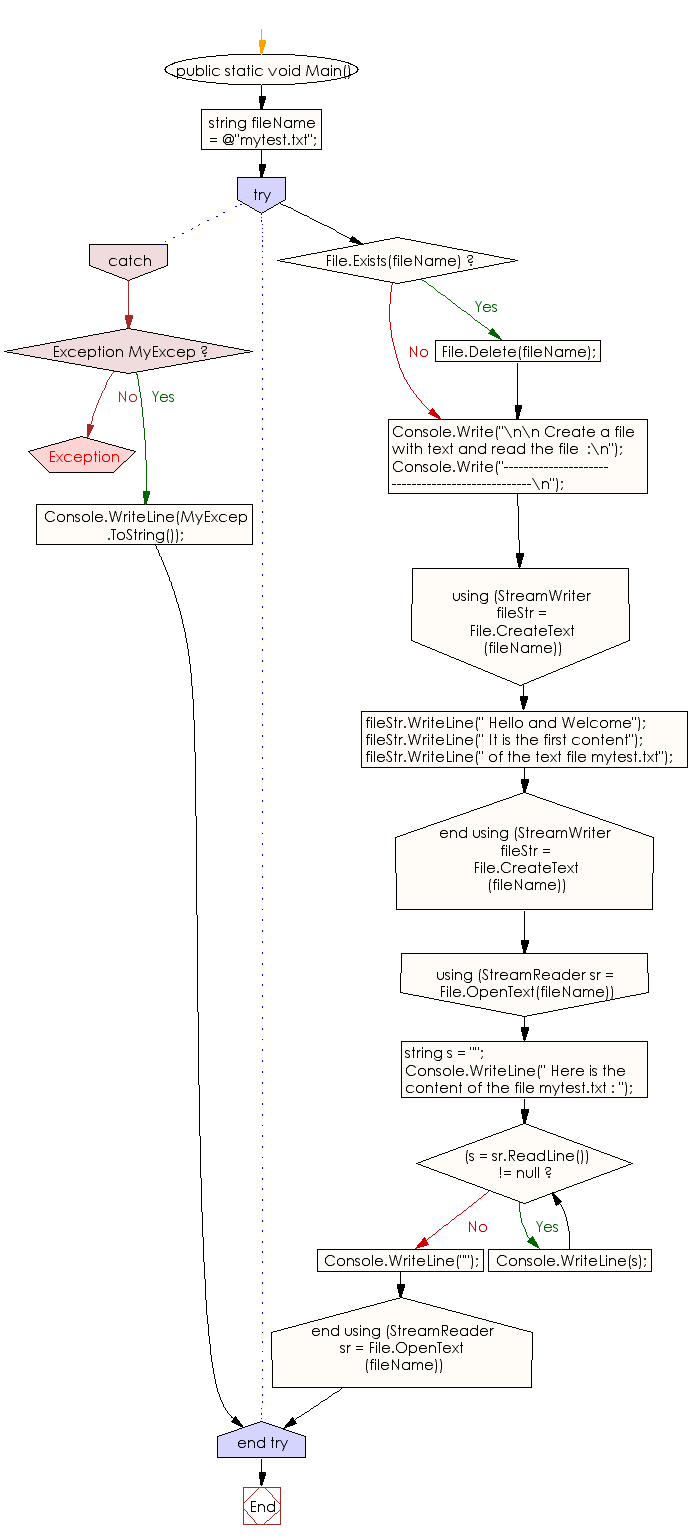 public static void Main()
string fileName
= @"mytest.txt";
try
catch
File.Exists(fileName) ?
Yes
Exception MyExcep ?
No
File.Delete(fileName);
No
Yes
Console.Write("\n\n Create a file
with text and read the file  :\n");
Console.Write("---------------------
----------------------------\n");
Exception
Console.WriteLine(MyExcep
.ToString());
using (StreamWriter
fileStr =
File.CreateText
(fileName))
fileStr.WriteLine(" Hello and Welcome");
fileStr.WriteLine(" It is the first content");
fileStr.WriteLine(" of the text file mytest.txt");
end using (StreamWriter
fileStr =
File.CreateText
(fileName))
using (StreamReader sr =
File.OpenText(fileName))
string s = "";
Console.WriteLine(" Here is the
content of the file mytest.txt : ");
(s = sr.ReadLine())
!= null ?
No
Yes
Console.WriteLine("");
Console.WriteLine(s);
end using (StreamReader
sr = File.OpenText
(fileName))
end try
End